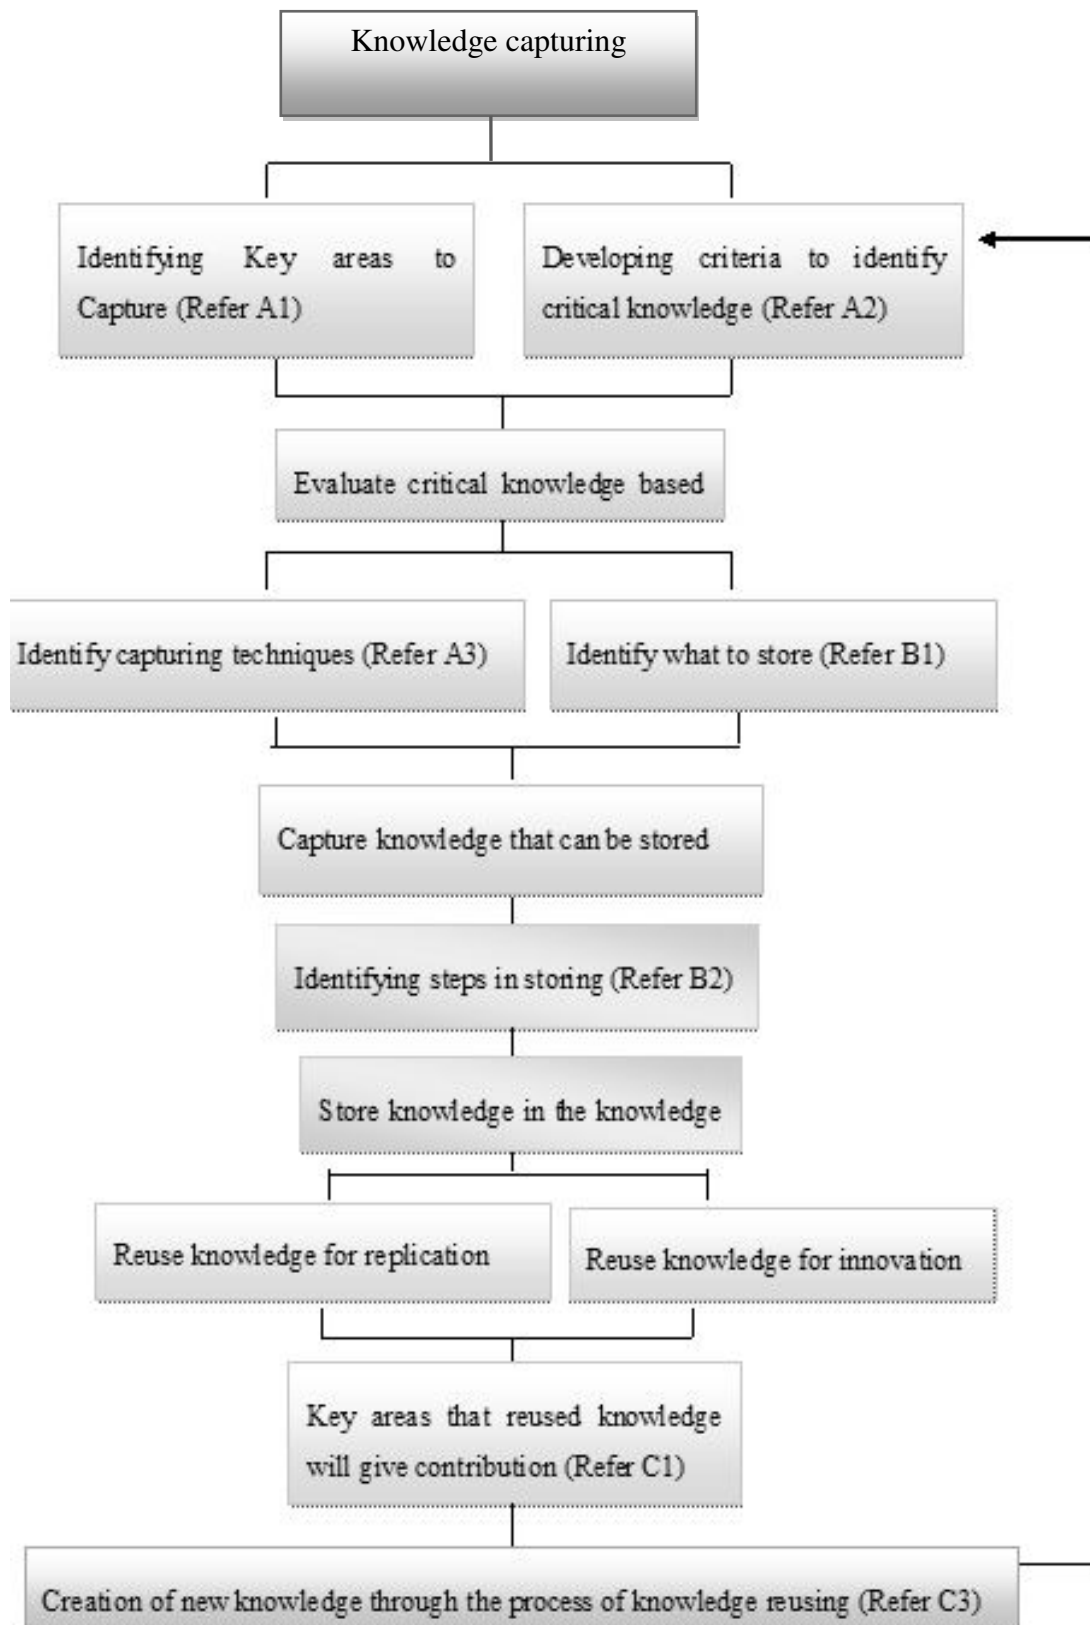 Knowledge capturing
Identifying Key areas to
Capture (Refer A1)
Developing criteria to identify
critical knowledge (Refer A2)
Evaluate critical knowledge based
Identify capturing techniques (Refer A3)
Identify what to store (Refer B1)
Capture knowledge that can be stored
Identifying steps in storing (Refer B2)
Store knowledge in the knowledge
Reuse knowledge for replication
Reuse knowledge for innovation
Key areas that reused knowledge
will give contribution (Refer C1)
Creation of new knowledge through the process of knowledge reusing (Refer C3)